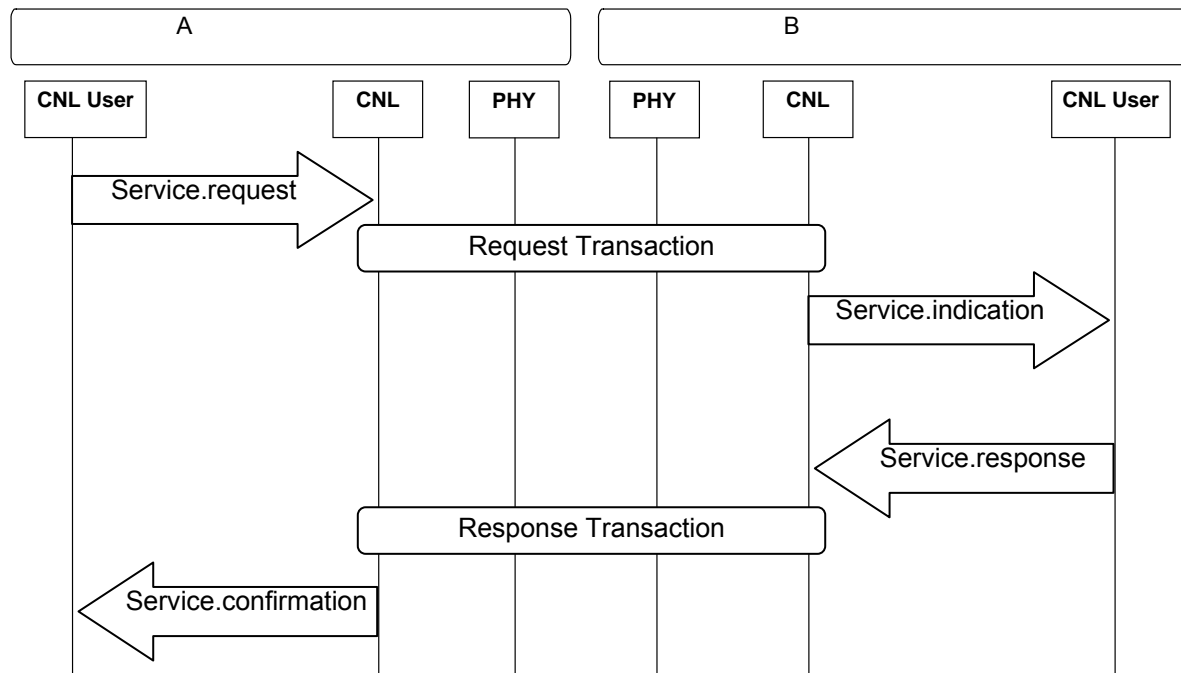 A
B
CNL User
CNL
PHY
PHY
CNL
CNL User
Service.request
Request Transaction
Service.indication
Service.response
Response Transaction
Service.confirmation